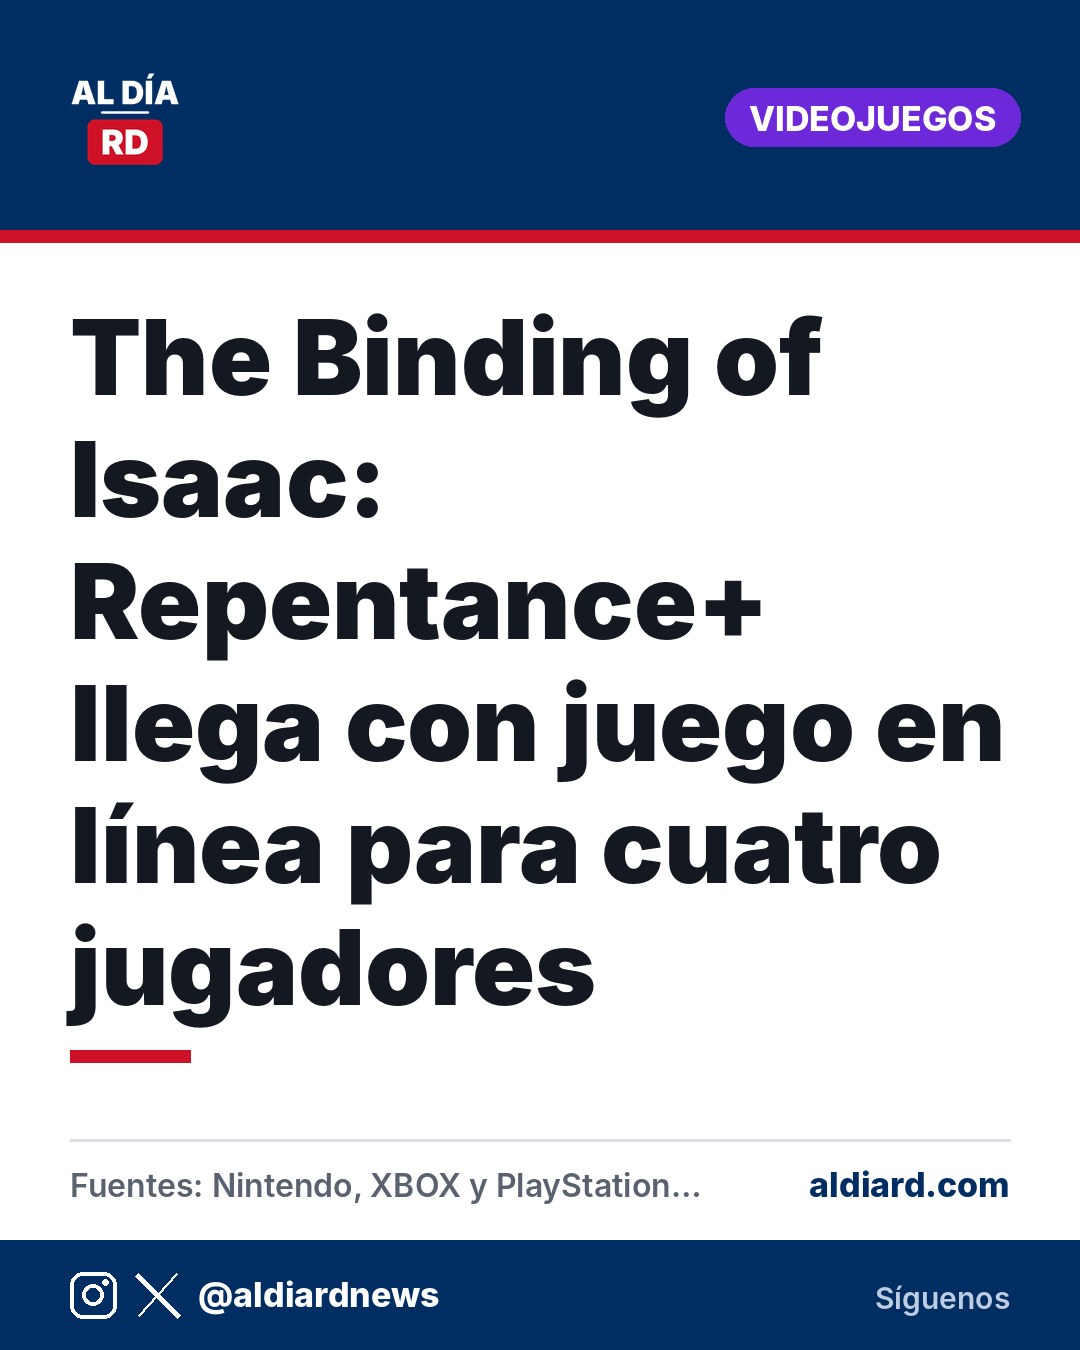 AL DÍA
RD
VIDEOJUEGOS
The Binding of
Isaac:
Repentance+
llega con juego en
línea para cuatro
jugadores
Fuentes: Nintendo, XBOX y PlayStation...
aldiard.com
@aldiardnews
Síguenos